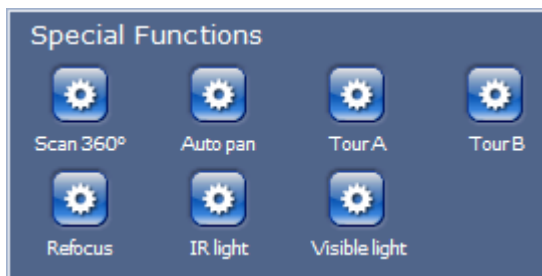 Special Functions
Scan 360° Auto pan Tour A Tour B
Refocus IR light Visible light